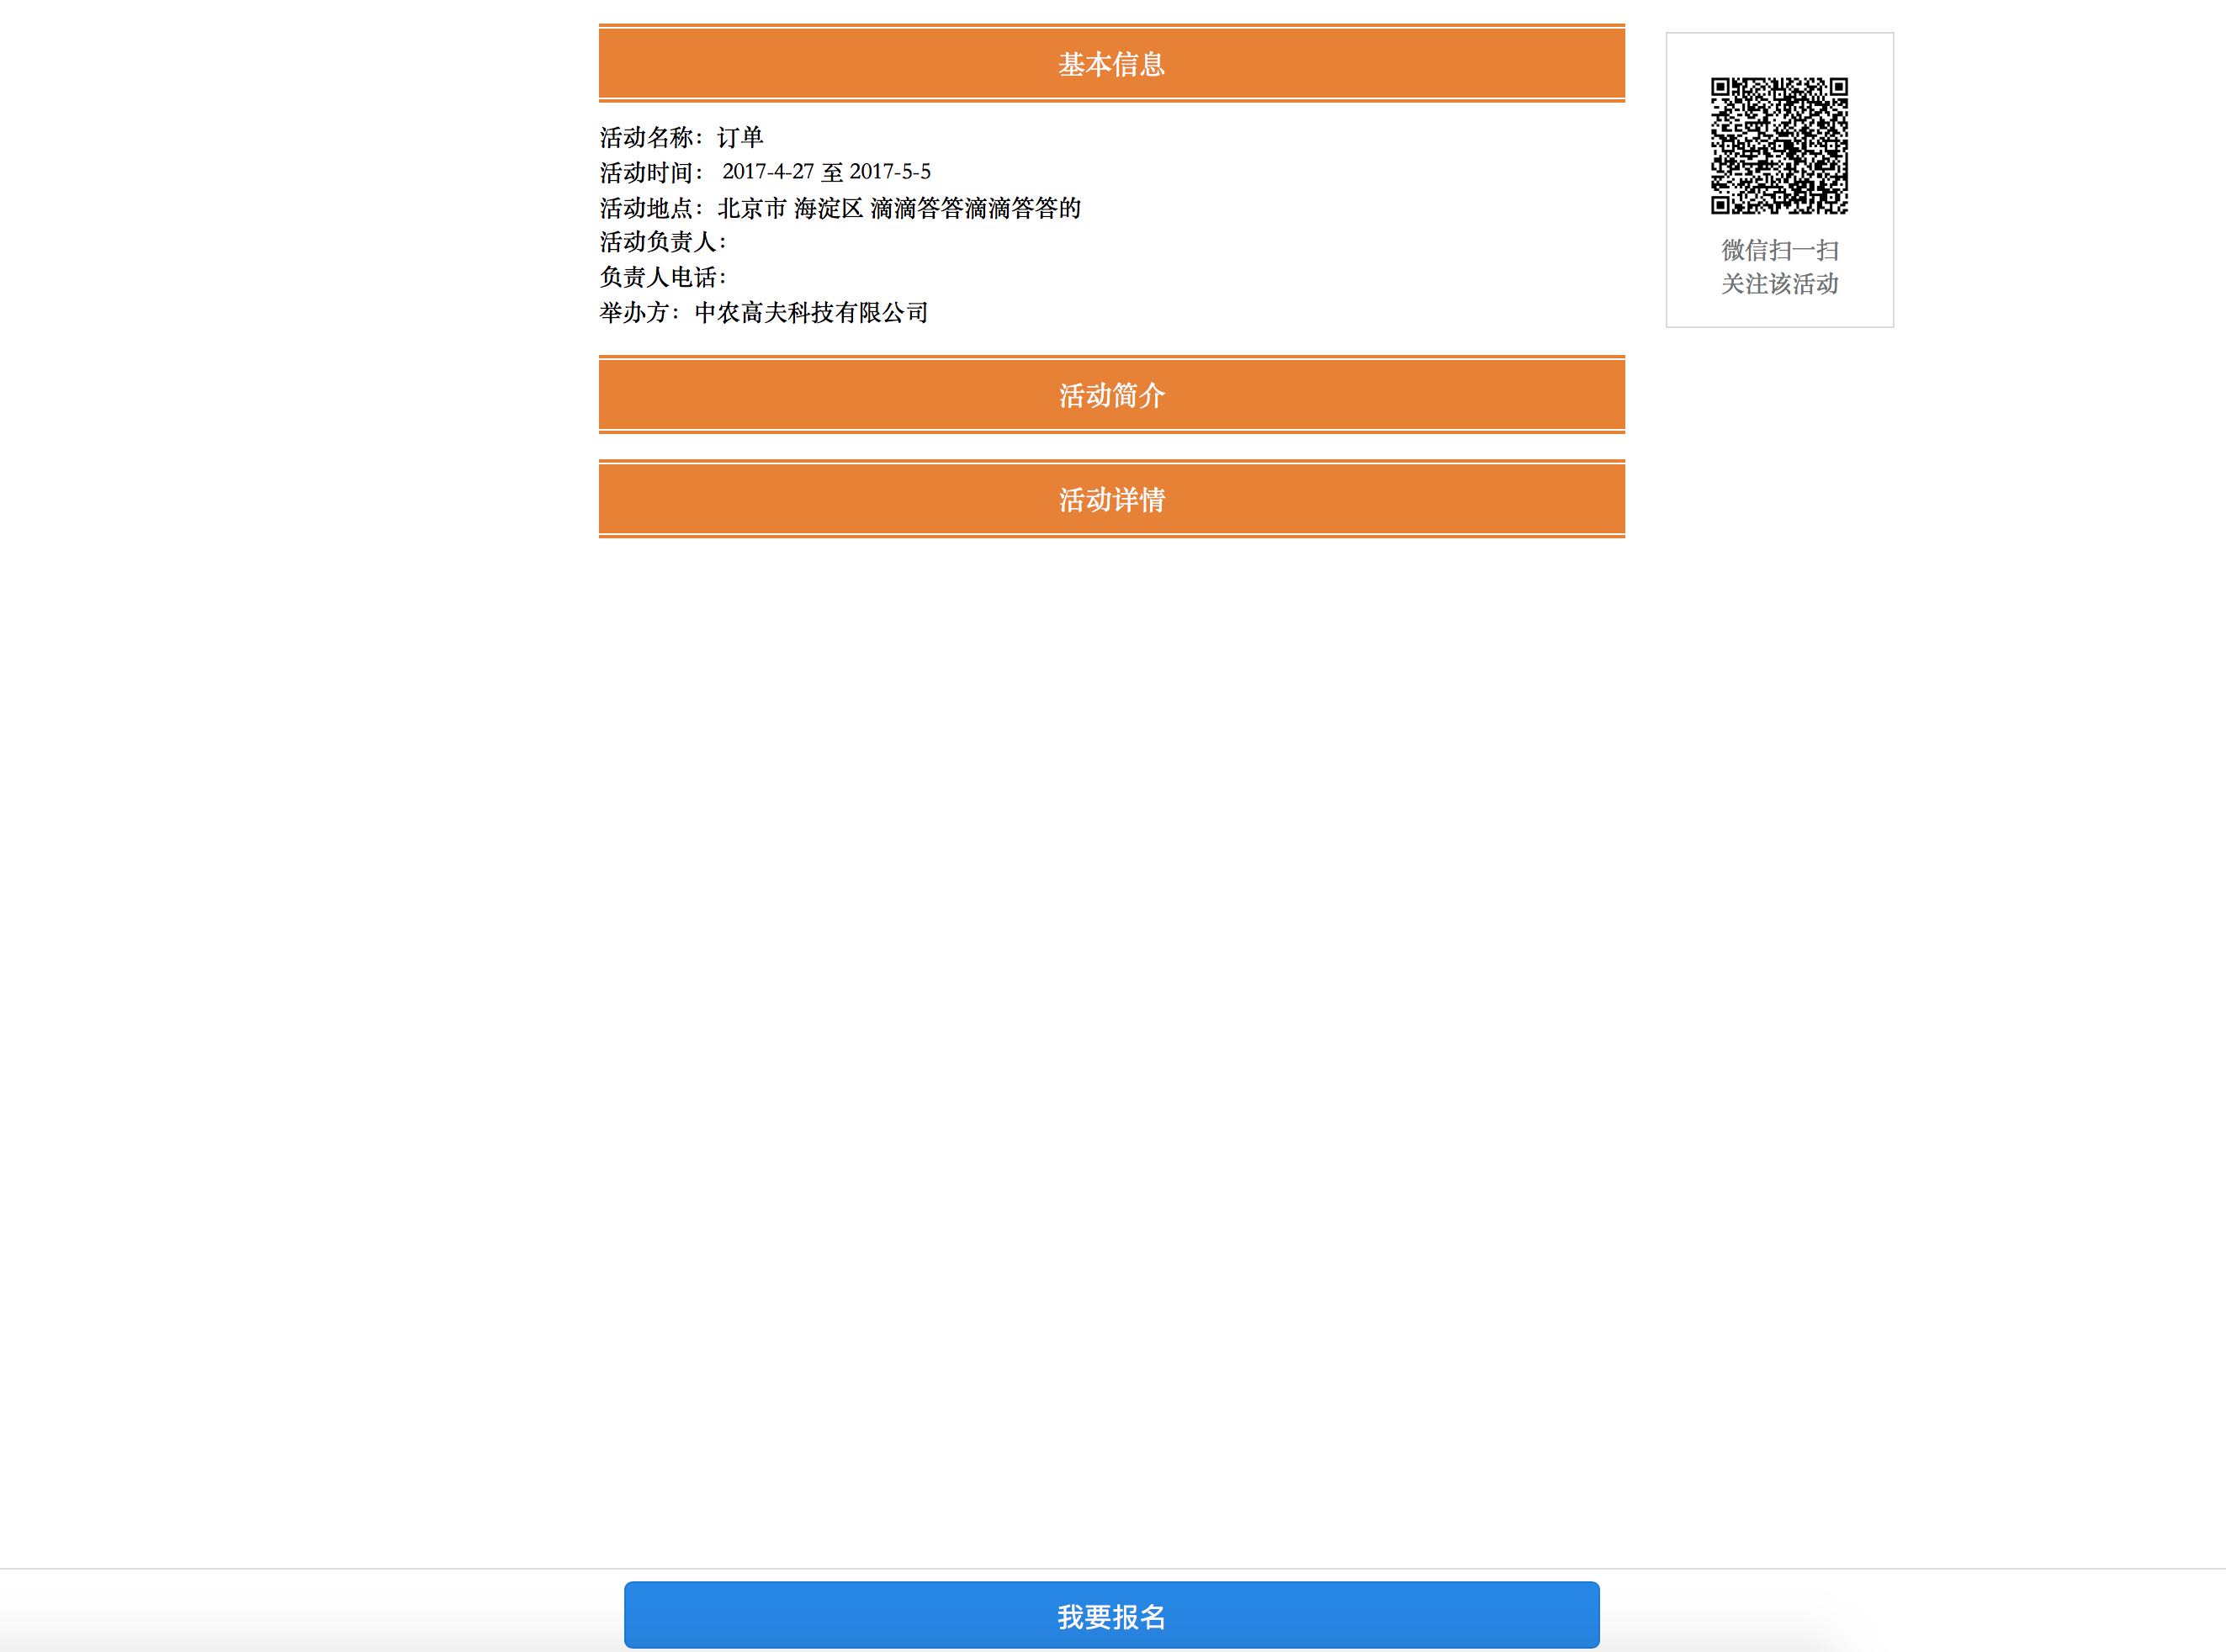 基本信息
活动名称：订单
活动时间： 2017-4-27 至 2017-5-5
活动地点：北京市 海淀区 滴滴答答滴滴答答的
活动负责人：
负责人电话：
举办方：中农高夫科技有限公司
微信扫一扫
关注该活动
活动简介
活动详情
我要报名